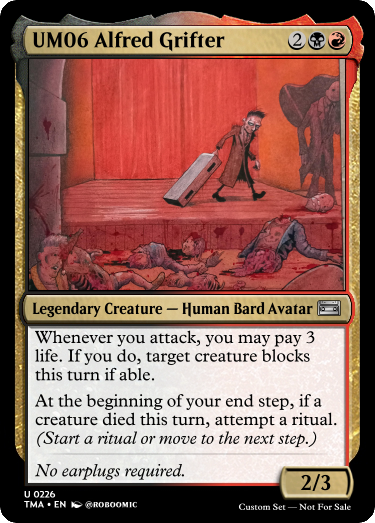 UM06 Alfred Grifter 2
Legendary Creature — Human Bard Avatar
Whenever you attack, you may pay 3
life. If you do, target creature blocks
this turn if able.
At the beginning of your end step, if a
creature died this turn, attempt a ritual.
(Start a ritual or move to the next step.)
No earplugs required.
2/3
U 0226
TMA • EN @ROBOOMIC
Custom Set — Not For Sale